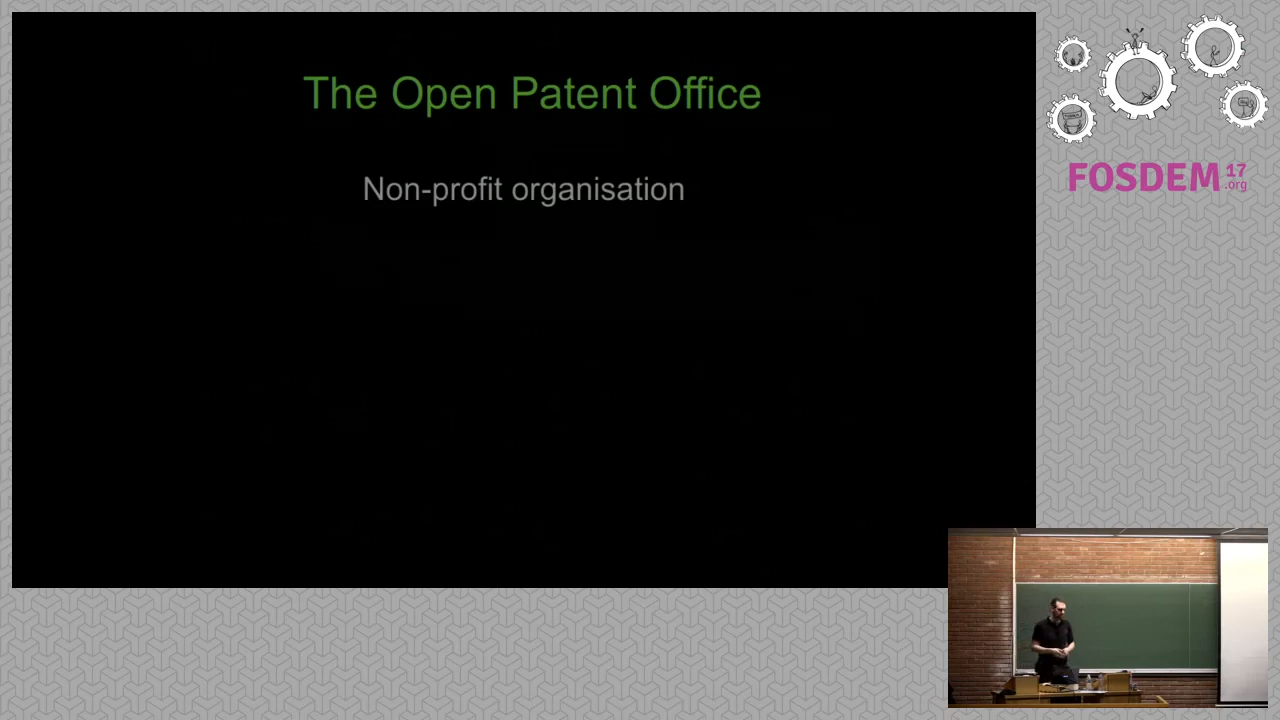 The Open Patent Office
Non-profit organisation
FOSDEM 17
.org